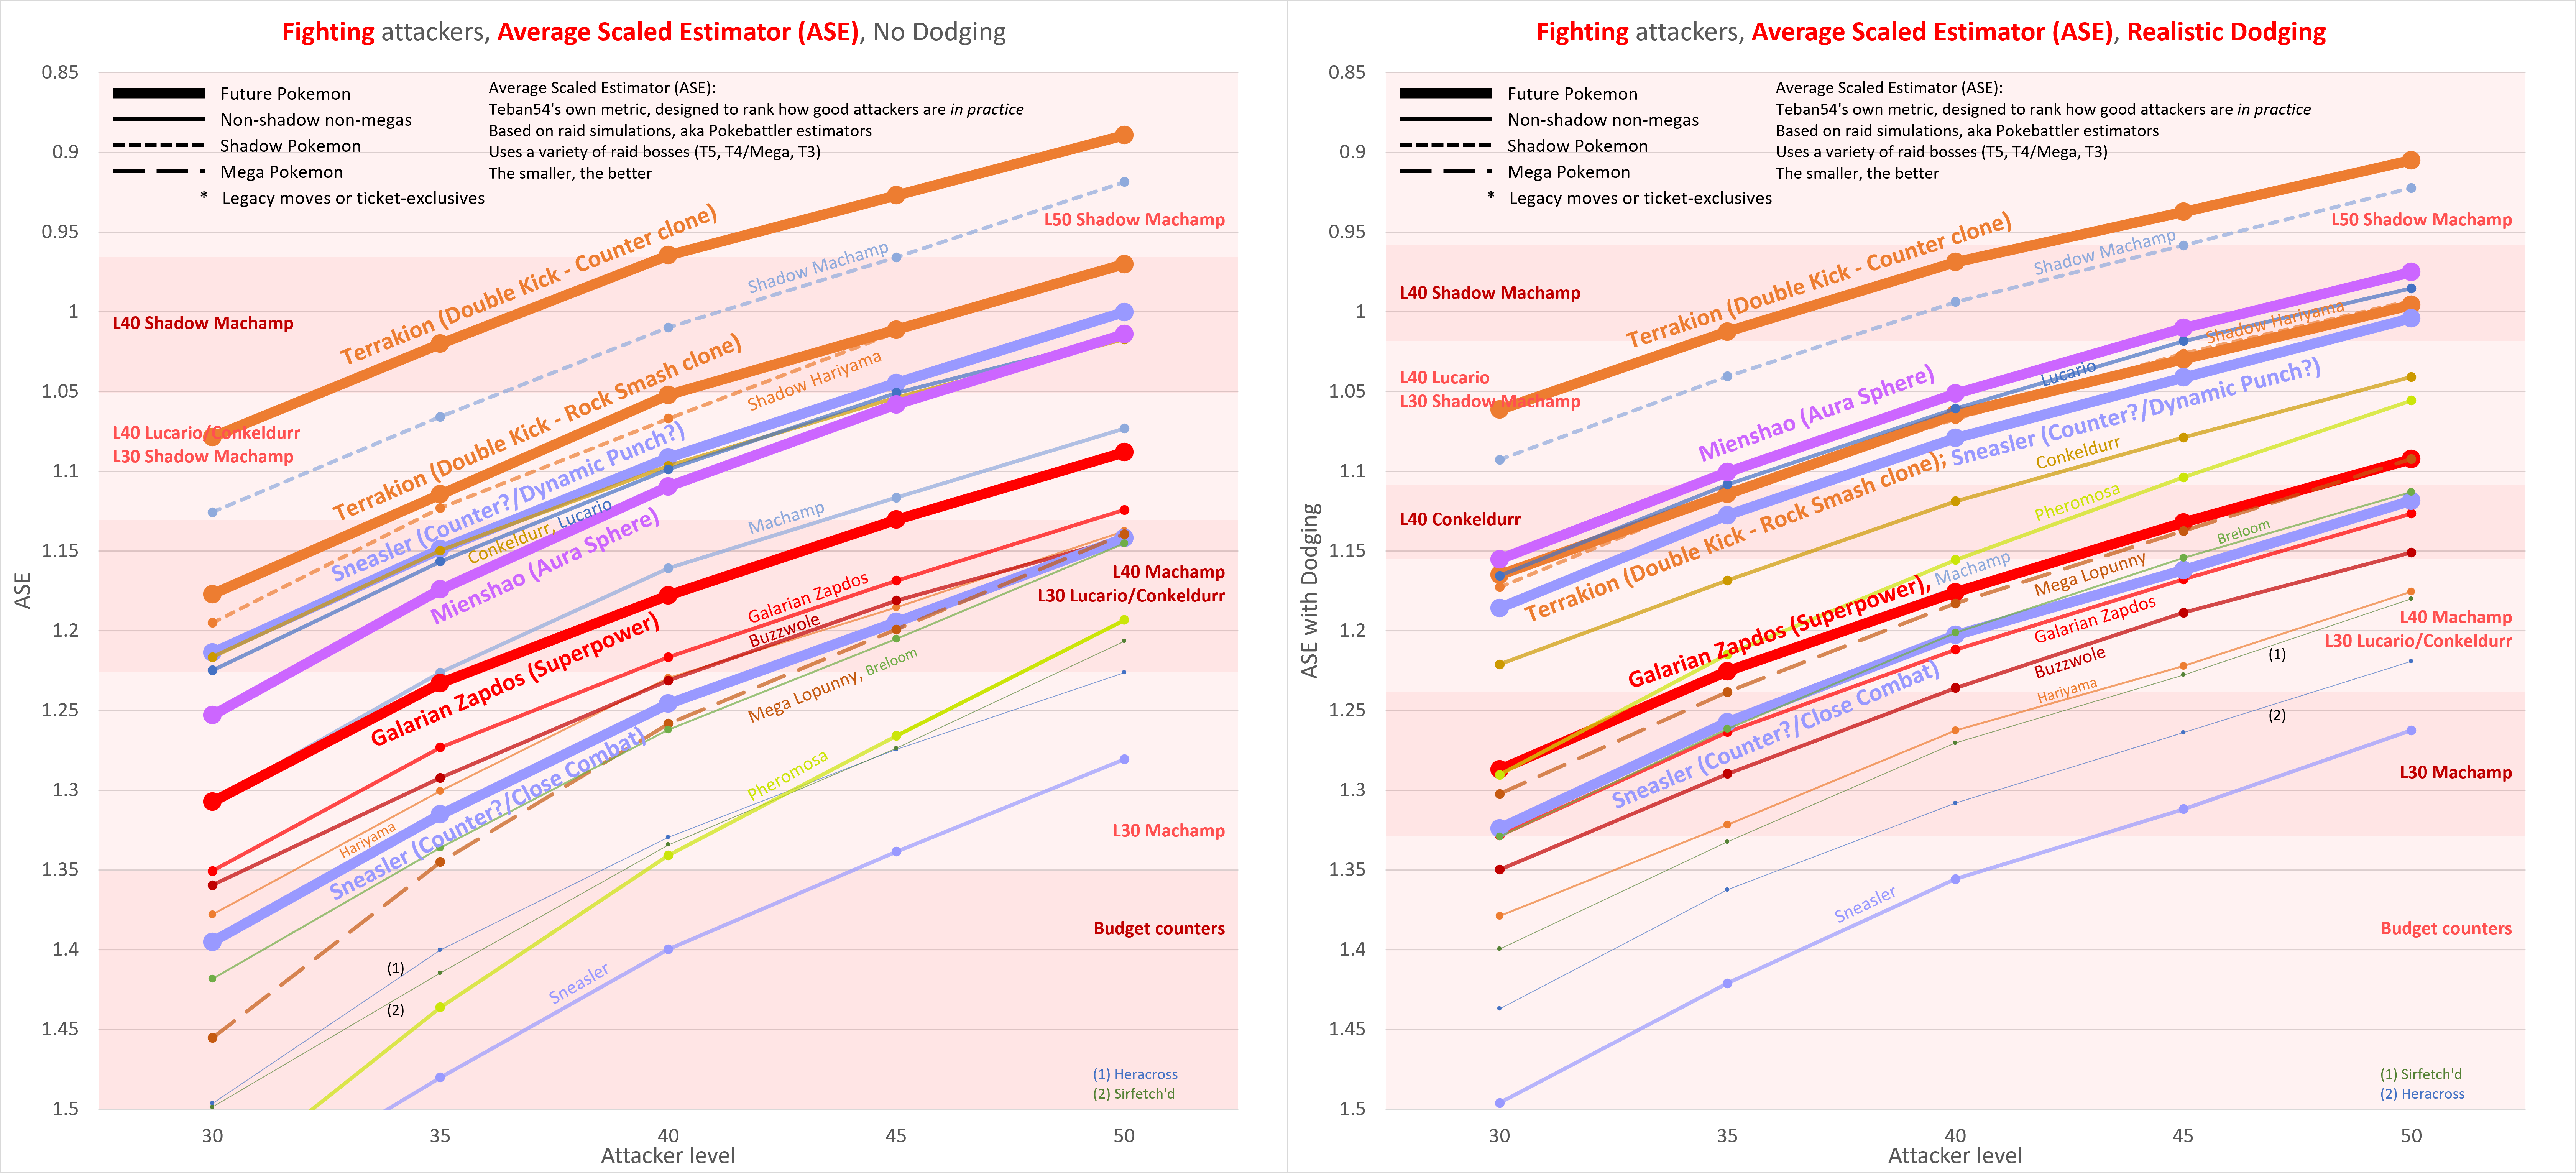 Fighting attackers, Average Scaled Estimator (ASE), No Dodging
0.85
0.9
0.95
1
1.05
1.1
1.15
1.2
1.25
1.3
1.35
1.4
1.45
1.5
ASE
Future Pokemon
Non-shadow non-megas
Shadow Pokemon
Mega Pokemon
* Legacy moves or ticket-exclusives
Average Scaled Estimator (ASE):
Teban54's own metric, designed to rank how good attackers are in practice
Based on raid simulations, aka Pokebattler estimators
Uses a variety of raid bosses (T5, T4/Mega, T3)
The smaller, the better
L50 Shadow Machamp
L40 Shadow Machamp
L40 Lucario/Conkeldurr
L30 Shadow Machamp
L40 Machamp
L30 Lucario/Conkeldurr
L30 Machamp
Budget counters
Terrakion (Double Kick - Counter clone)
Shadow Machamp
Terrakion (Double Kick - Rock Smash clone)
Shadow Hariyama
Sneasler (Counter?/Dynamic Punch?)
Conkeldurr, Lucario
Mienshao (Aura Sphere)
Machamp
Galarian Zapdos (Superpower)
Galarian Zapdos
Buzzwole
Hariyama
Sneasler (Counter?/Close Combat)
Mega Lopunny, Breloom
Pheromosa
(1)
(2)
Sneasler
(1) Heracross
(2) Sirfetch'd
30
35
40
45
50
Attacker level
Fighting attackers, Average Scaled Estimator (ASE), Realistic Dodging
0.85
0.9
0.95
1
1.05
1.1
1.15
1.2
1.25
1.3
1.35
1.4
1.45
1.5
ASE with Dodging
Future Pokemon
Non-shadow non-megas
Shadow Pokemon
Mega Pokemon
* Legacy moves or ticket-exclusives
Average Scaled Estimator (ASE):
Teban54's own metric, designed to rank how good attackers are in practice
Based on raid simulations, aka Pokebattler estimators
Uses a variety of raid bosses (T5, T4/Mega, T3)
The smaller, the better
L50 Shadow Machamp
L40 Shadow Machamp
L40 Lucario
L30 Shadow Machamp
L40 Conkeldurr
L40 Machamp
L30 Lucario/Conkeldurr
L30 Machamp
Budget counters
Terrakion (Double Kick - Counter clone)
Shadow Machamp
Shadow Hariyama
Mienshao (Aura Sphere)
Lucario
Terrakion (Double Kick - Rock Smash clone); Sneasler (Counter?/Dynamic Punch?)
Conkeldurr
Pheromosa
Galarian Zapdos (Superpower), Machamp
Breloom
Mega Lopunny
Galarian Zapdos
Sneasler (Counter?/Close Combat)
Buzzwole
Hariyama
(1)
(2)
Sneasler
(1) Sirfetch'd
(2) Heracross
30
35
40
45
50
Attacker level